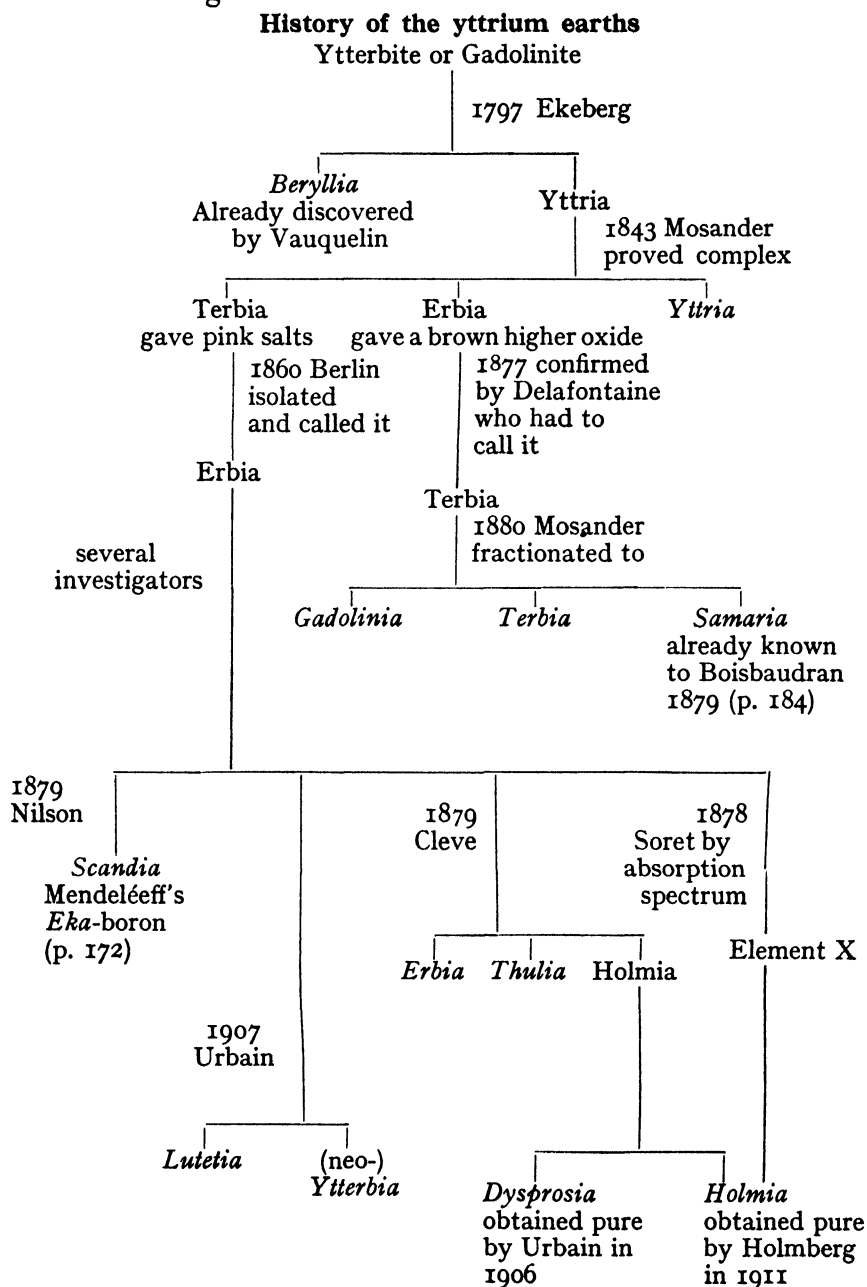 History of the yttrium earths
Ytterbite or Gadolinite
1797 Ekeberg
Beryllia
Already discovered
by Vauquelin
Yttria
1843 Mosander
proved complex
Terbia
gave pink salts
Erbia
gave a brown higher oxide
Yttria
1860 Berlin
isolated
and called it
1877 confirmed
by Delafontaine
who had to
call it
Erbia
Terbia
1880 Mosander
fractionated to
several
investigators
Gadolinia
Terbia
Samaria
already known
to Boisbaudran
1879 (p. 184)
1879
Nilson
Scandia
Mendeléeff's
Eka-boron
(p. 172)
1879
Cleve
1878
Soret by
absorption
spectrum
Erbia
Thulia
Holmia
Element X
1907
Urbain
Lutetia
(neo-)
Ytterbia
Dysprosia
obtained pure
by Urbain in
1906
Holmia
obtained pure
by Holmberg
in 1911